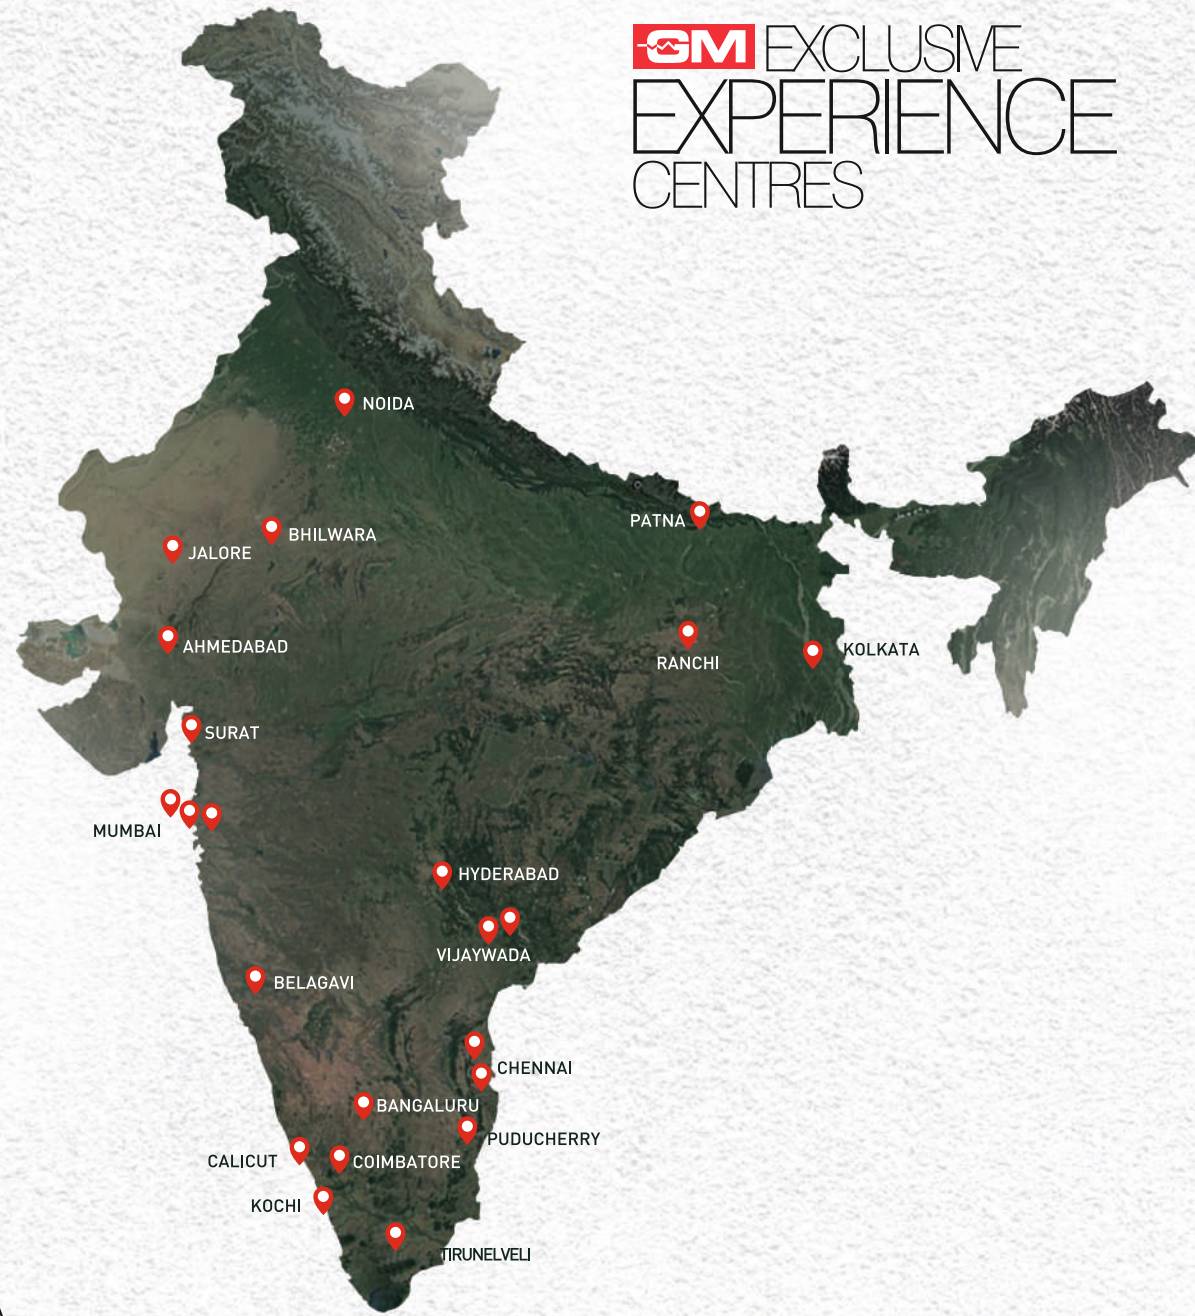 GM EXCLUSIVE
EXPERIENCE
CENTRES
NOIDA
PATNA
BHILWARA
JALORE
AHMEDABAD
RANCHI
KOLKATA
SURAT
MUMBAI
HYDERABAD
VIJAYWADA
BELAGAVI
CHENNAI
BANGALURU
PUDUCHERRY
CALICUT
COIMBATORE
KOCHI
TIRUNELVELI